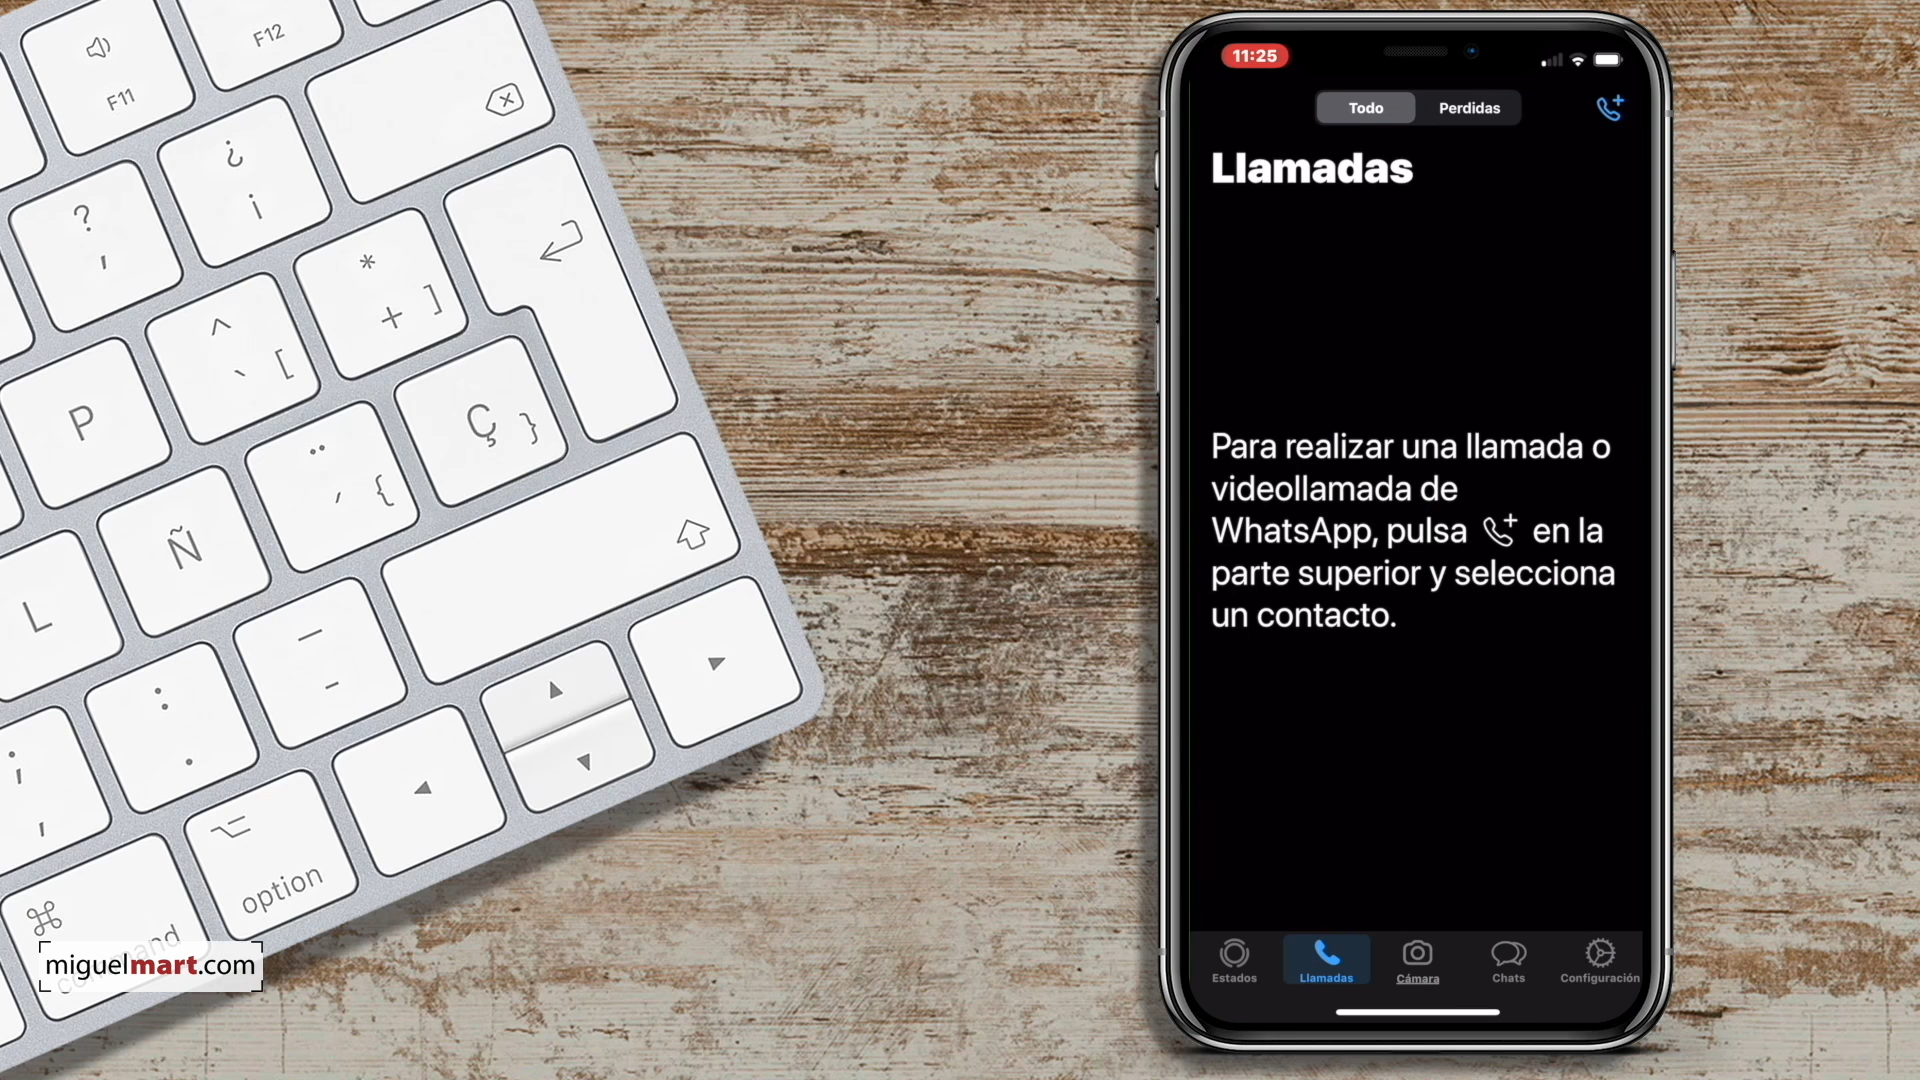 F11
F12
¿
¡
?
'
*
+ ]
^
` [
P
Ç }
¨
´ { 
Ñ
L
:
.
_
-
;
,
option
command
miguelmart.com
11:25
Todo Perdidas
Llamadas
Para realizar una llamada o
videollamada de
WhatsApp, pulsa en la
parte superior y selecciona
un contacto.
Estados Llamadas Cámara Chats Configuración